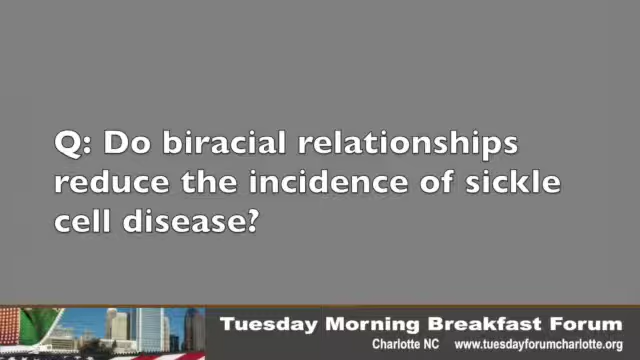 Q: Do biracial relationships
reduce the incidence of sickle
cell disease?
Tuesday Morning Breakfast Forum
Charlotte NC www.tuesdayforumcharlotte.org